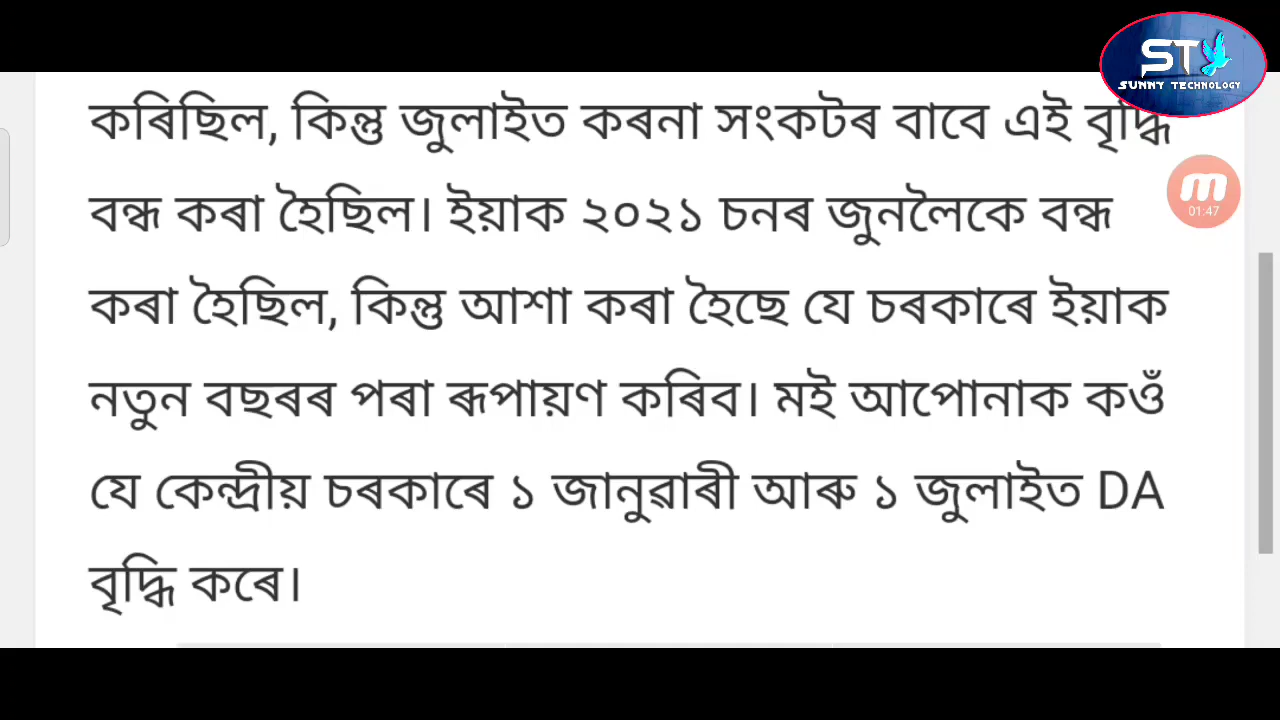 ST
SUNNY TECHNOLOGY
কৰিছিল, কিন্তু জুলাইত কৰনা সংকটৰ বাবে এই বৃদ্ধি
01:47
বন্ধ কৰা হৈছিল। ইয়াক ২০২১ চনৰ জুনলৈকে বন্ধ
কৰা হৈছিল, কিন্তু আশা কৰা হৈছে যে চৰকাৰে ইয়াক
নতুন বছৰৰ পৰা ৰূপায়ণ কৰিব। মই আপোনাক কওঁ
যে কেন্দ্ৰীয় চৰকাৰে ১ জানুৱাৰী আৰু ১ জুলাইত DA
বৃদ্ধি কৰে।